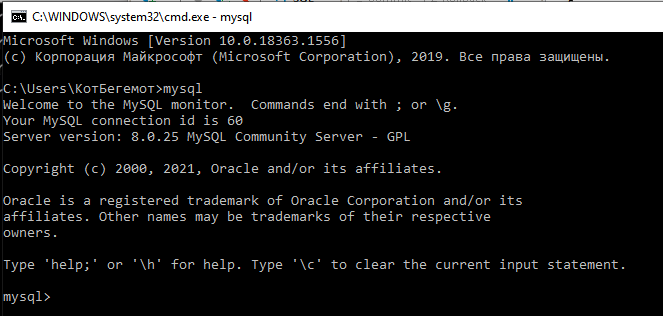 C:\WINDOWS\system32\cmd.exe - mysql
Microsoft Windows [Version 10.0.18363.1556]
(c) Корпорация Майкрософт (Microsoft Corporation), 2019. Все права защищены.
C:\Users\КотБегемот>mysql
Welcome to the MySQL monitor.  Commands end with ; or \g.
Your MySQL connection id is 60
Server version: 8.0.25 MySQL Community Server - GPL
Copyright (c) 2000, 2021, Oracle and/or its affiliates.
Oracle is a registered trademark of Oracle Corporation and/or its
affiliates. Other names may be trademarks of their respective
owners.
Type 'help;' or '\h' for help. Type '\c' to clear the current input statement.
mysql>